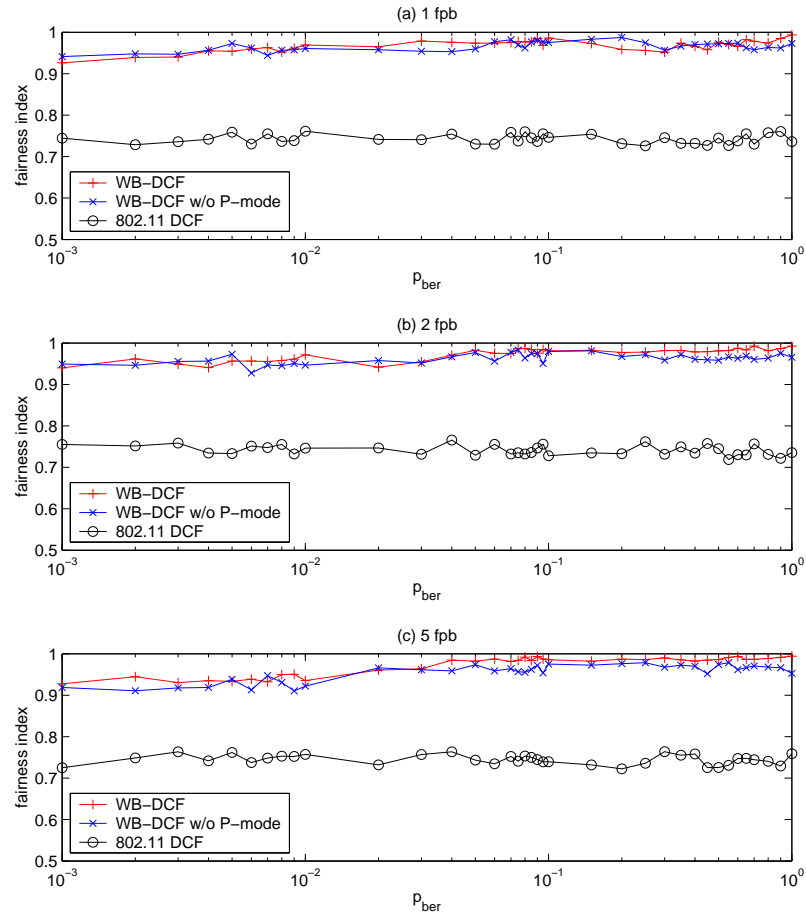 (a) 1 fpb
1
0.9
0.8
0.7
0.6
0.5
fairness index
WB−DCF
WB−DCF w/o P−mode
802.11 DCF
10^−3
10^−2
10^−1
10^0
p_ber
(b) 2 fpb
1
0.9
0.8
0.7
0.6
0.5
fairness index
WB−DCF
WB−DCF w/o P−mode
802.11 DCF
10^−3
10^−2
10^−1
10^0
p_ber
(c) 5 fpb
1
0.9
0.8
0.7
0.6
0.5
fairness index
WB−DCF
WB−DCF w/o P−mode
802.11 DCF
10^−3
10^−2
10^−1
10^0
p_ber